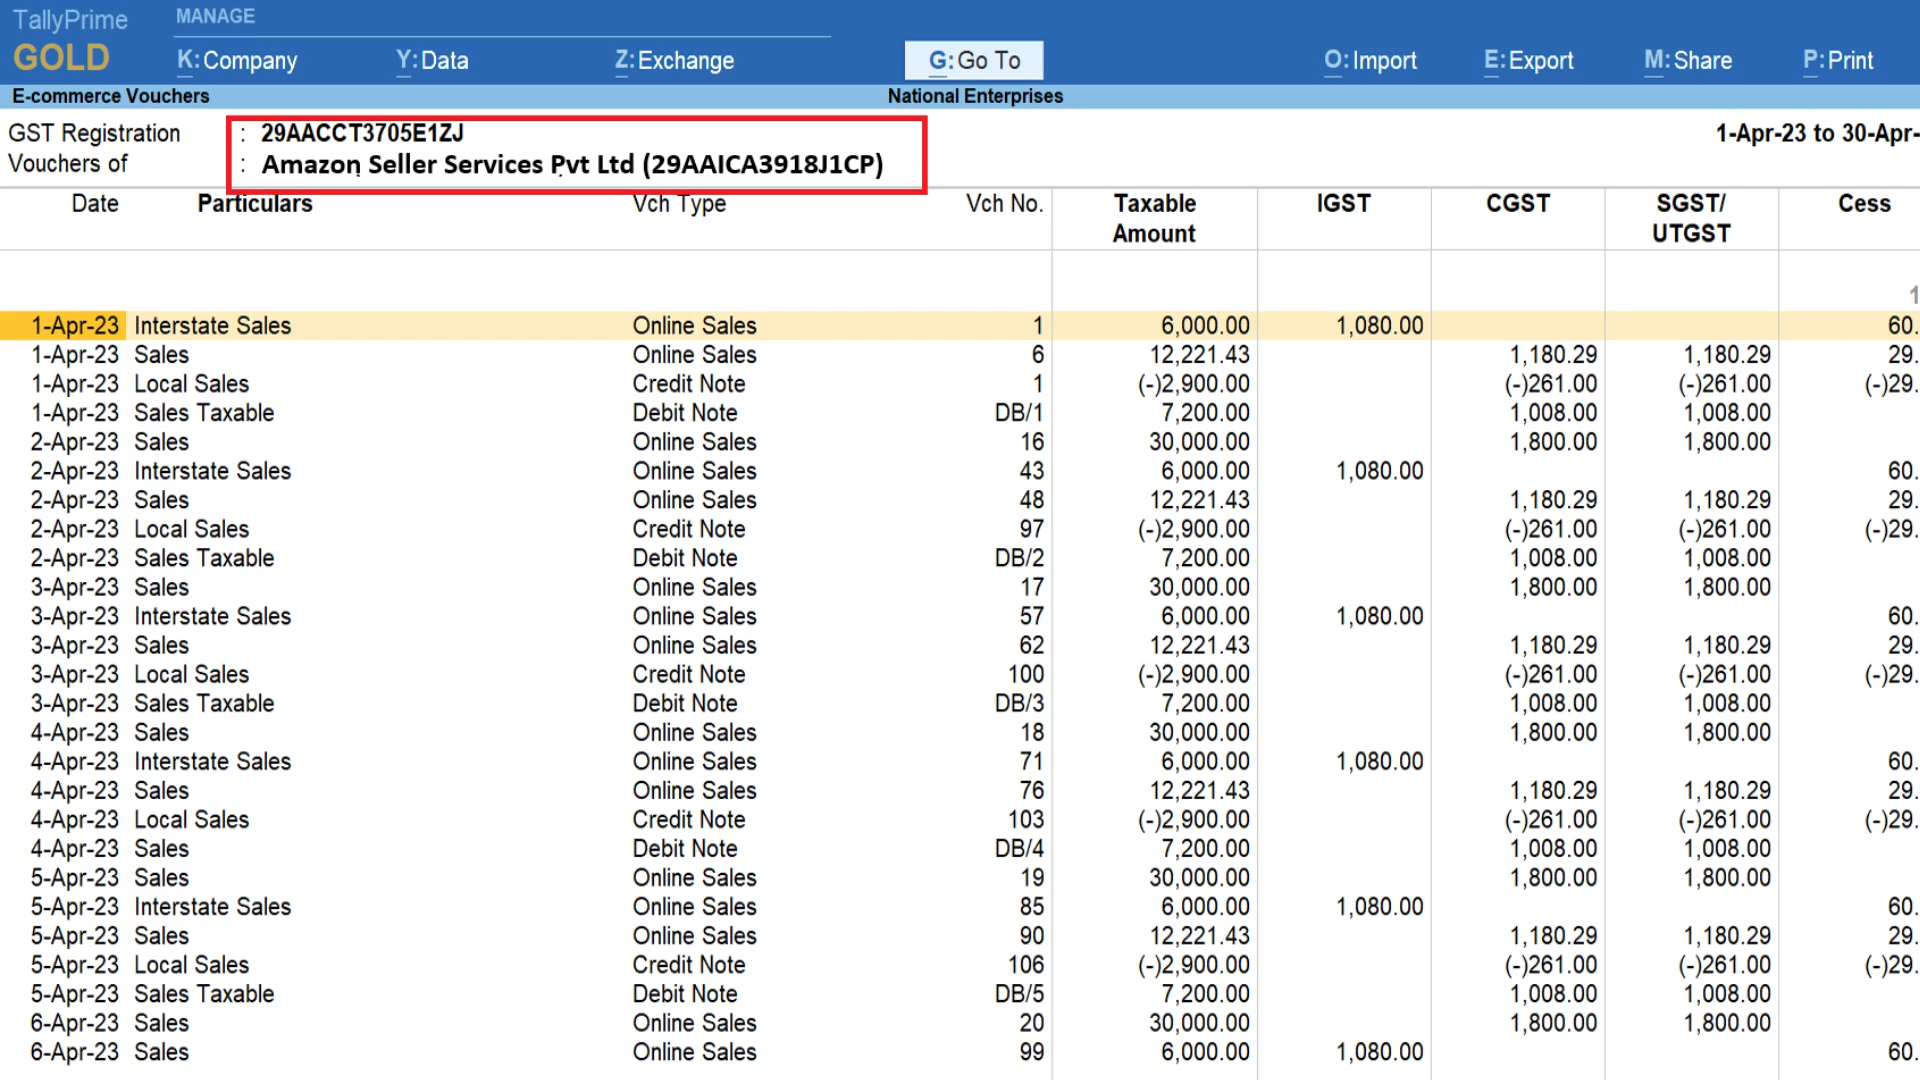 TallyPrime MANAGE
GOLD K:Company Y:Data Z:Exchange G:Go To O:Import E:Export M:Share P:Print
E-commerce Vouchers National Enterprises
GST Registration : 29AACCT3705E1ZJ 1-Apr-23 to 30-Apr-
Vouchers of : Amazon Seller Services Pvt Ltd (29AAICA3918J1CP)
Date Particulars Vch Type Vch No. Taxable IGST CGST SGST/ Cess
Amount UTGST
1
1-Apr-23 Interstate Sales Online Sales 1 6,000.00 1,080.00 60.
1-Apr-23 Sales Online Sales 6 12,221.43 1,180.29 1,180.29 29.
1-Apr-23 Local Sales Credit Note 1 (-)2,900.00 (-)261.00 (-)261.00 (-)29.
1-Apr-23 Sales Taxable Debit Note DB/1 7,200.00 1,008.00 1,008.00
2-Apr-23 Sales Online Sales 16 30,000.00 1,800.00 1,800.00
2-Apr-23 Interstate Sales Online Sales 43 6,000.00 1,080.00 60.
2-Apr-23 Sales Online Sales 48 12,221.43 1,180.29 1,180.29 29.
2-Apr-23 Local Sales Credit Note 97 (-)2,900.00 (-)261.00 (-)261.00 (-)29.
2-Apr-23 Sales Taxable Debit Note DB/2 7,200.00 1,008.00 1,008.00
3-Apr-23 Sales Online Sales 17 30,000.00 1,800.00 1,800.00
3-Apr-23 Interstate Sales Online Sales 57 6,000.00 1,080.00 60.
3-Apr-23 Sales Online Sales 62 12,221.43 1,180.29 1,180.29 29.
3-Apr-23 Local Sales Credit Note 100 (-)2,900.00 (-)261.00 (-)261.00 (-)29.
3-Apr-23 Sales Taxable Debit Note DB/3 7,200.00 1,008.00 1,008.00
4-Apr-23 Sales Online Sales 18 30,000.00 1,800.00 1,800.00
4-Apr-23 Interstate Sales Online Sales 71 6,000.00 1,080.00 60.
4-Apr-23 Sales Online Sales 76 12,221.43 1,180.29 1,180.29 29.
4-Apr-23 Local Sales Credit Note 103 (-)2,900.00 (-)261.00 (-)261.00 (-)29.
4-Apr-23 Sales Debit Note DB/4 7,200.00 1,008.00 1,008.00
5-Apr-23 Sales Online Sales 19 30,000.00 1,800.00 1,800.00
5-Apr-23 Interstate Sales Online Sales 85 6,000.00 1,080.00 60.
5-Apr-23 Sales Online Sales 90 12,221.43 1,180.29 1,180.29 29.
5-Apr-23 Local Sales Credit Note 106 (-)2,900.00 (-)261.00 (-)261.00 (-)29.
5-Apr-23 Sales Taxable Debit Note DB/5 7,200.00 1,008.00 1,008.00
6-Apr-23 Sales Online Sales 20 30,000.00 1,800.00 1,800.00
6-Apr-23 Sales Online Sales 99 6,000.00 1,080.00 60.